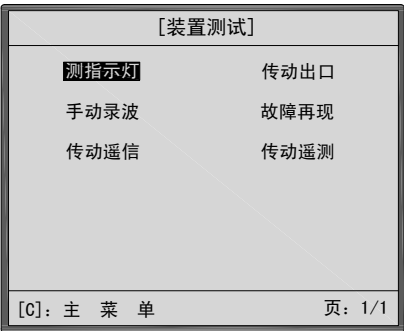 [装置测试]
测指示灯 传动出口
手动录波 故障再现
传动遥信 传动遥测
[C]: 主 菜 单 页: 1/1